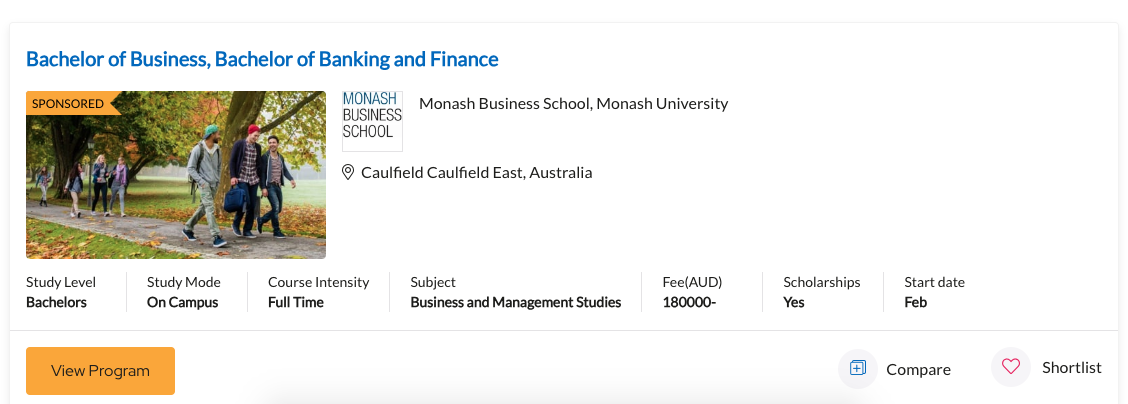 Bachelor of Business, Bachelor of Banking and Finance
SPONSORED
MONASH
BUSINESS
SCHOOL
Monash Business School, Monash University
Caulfield Caulfield East, Australia
Study Level
Bachelors
Study Mode
On Campus
Course Intensity
Full Time
Subject
Business and Management Studies
Fee(AUD)
180000-
Scholarships
Yes
Start date
Feb
View Program
Compare
Shortlist